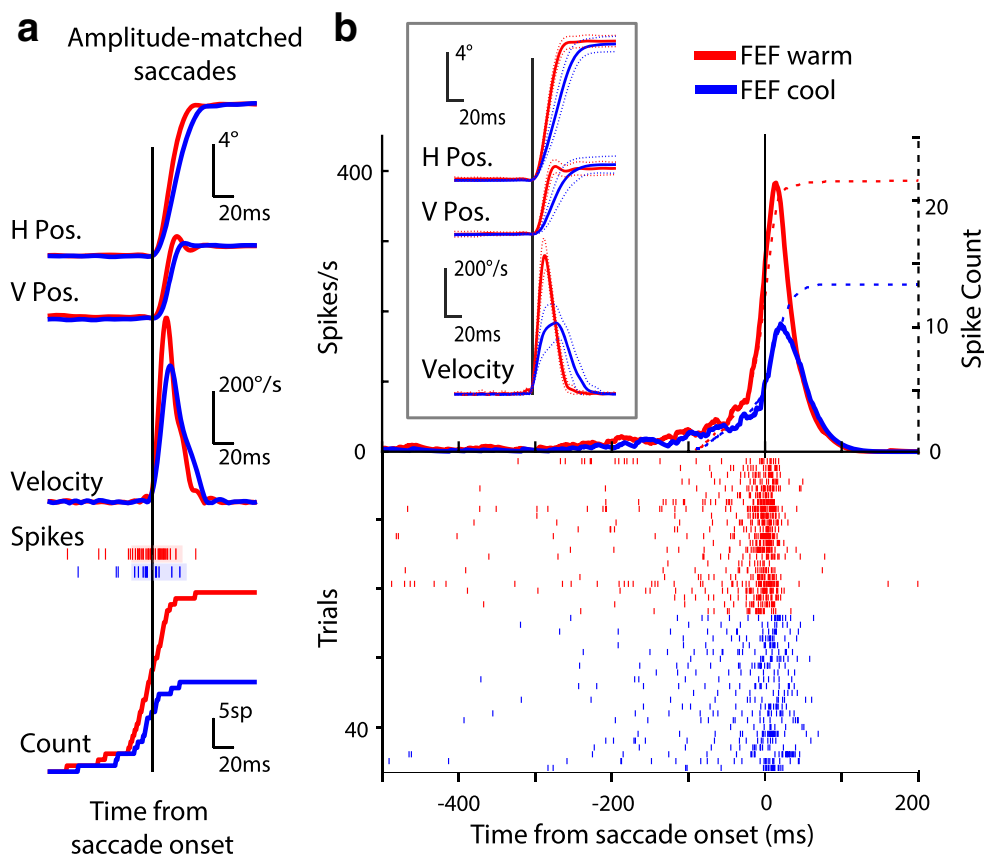 a
Amplitude-matched
saccades
4°
20ms
H Pos.
V Pos.
200°/s
20ms
Velocity
Spikes
5sp
Count
20ms
Time from
saccade onset
b
4°
20ms
H Pos.
V Pos.
200°/s
20ms
Velocity
FEF warm
FEF cool
400
0
Spikes/s
20
10
0
Spike Count
Trials
40
-400
-200
0
200
Time from saccade onset (ms)